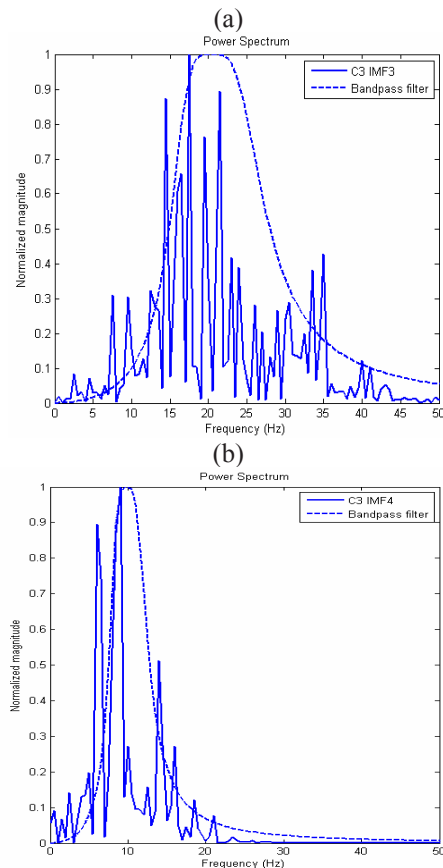 (a)
Power Spectrum
C3 IMF3
Bandpass filter
1
0.9
0.8
0.7
0.6
0.5
0.4
0.3
0.2
0.1
0
Normalized magnitude
0 5 10 15 20 25 30 35 40 45 50
Frequency (Hz)
(b)
Power Spectrum
C3 IMF4
Bandpass filter
1
0.9
0.8
0.7
0.6
0.5
0.4
0.3
0.2
0.1
0
Normalized magnitude
0 10 20 30 40 50
Frequency (Hz)